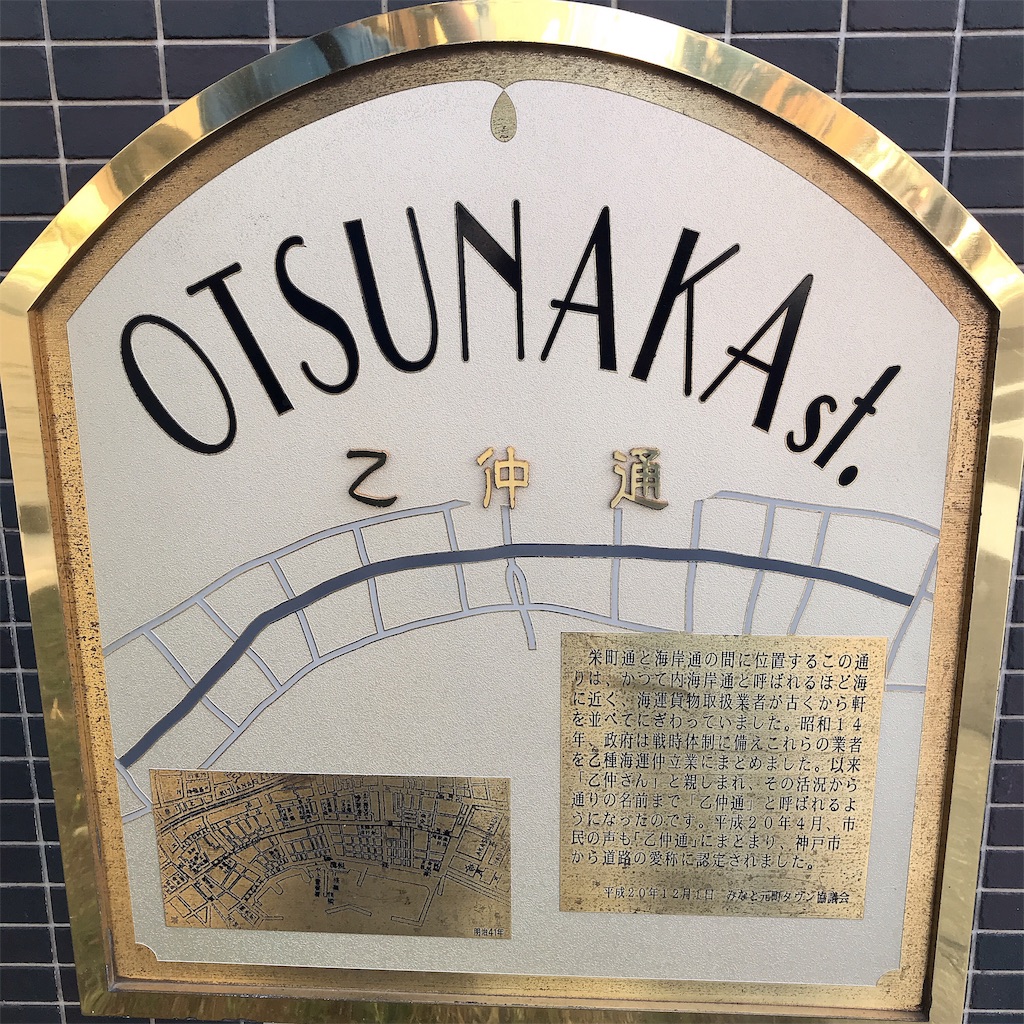 OTSUNAKA st.
乙仲通
栄町通と海岸通の間に位置するこの通
りは、かつて内海岸通と呼ばれるほど海
に近く、海運貨物取扱業者が古くから軒
を並べてにぎわっていました。昭和14
年、政府は戦時体制に備えこれらの業者
を乙種海運仲立業にまとめました。以来
「乙仲さん」と親しまれ、その活況から
通りの名前まで「乙仲通」と呼ばれるよ
うになったのです。平成20年4月、市
民の声も「乙仲通」にまとまり、神戸市
から道路の愛称に認定されました。
平成20年12月1日 みなと元町タウン協議会
明治41年